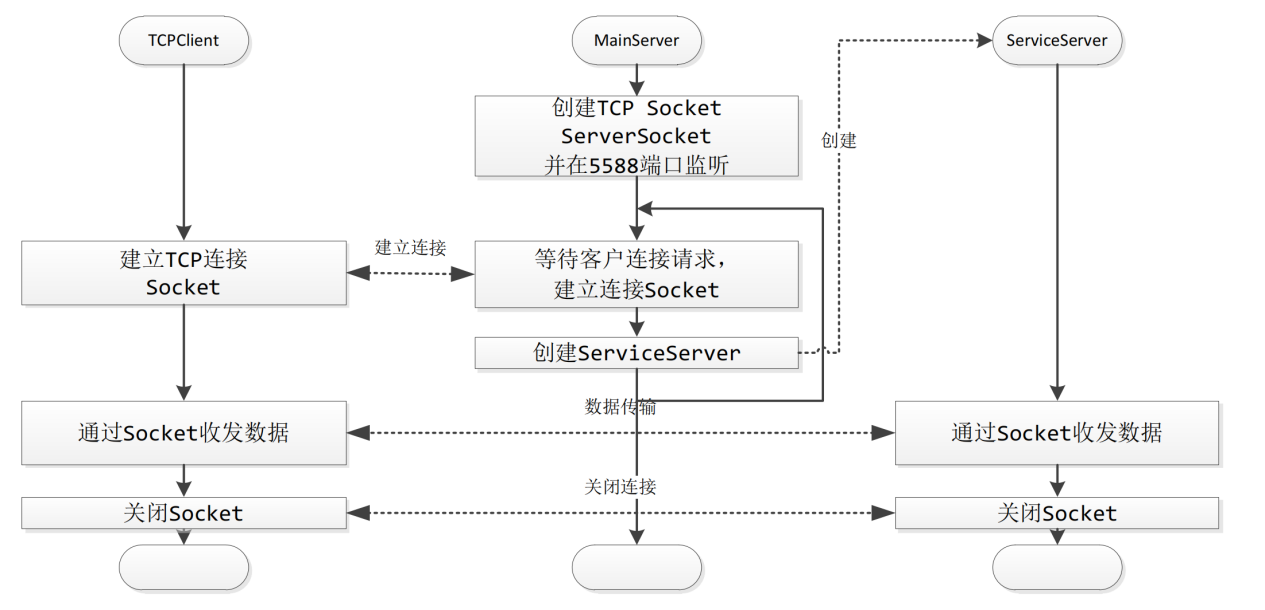 TCPClient
MainServer
ServiceServer
创建TCP Socket
ServerSocket
并在5588端口监听
创建
建立TCP连接
Socket
建立连接
等待客户连接请求，
建立连接Socket
创建ServiceServer
数据传输
通过Socket收发数据
通过Socket收发数据
关闭连接
关闭Socket
关闭Socket